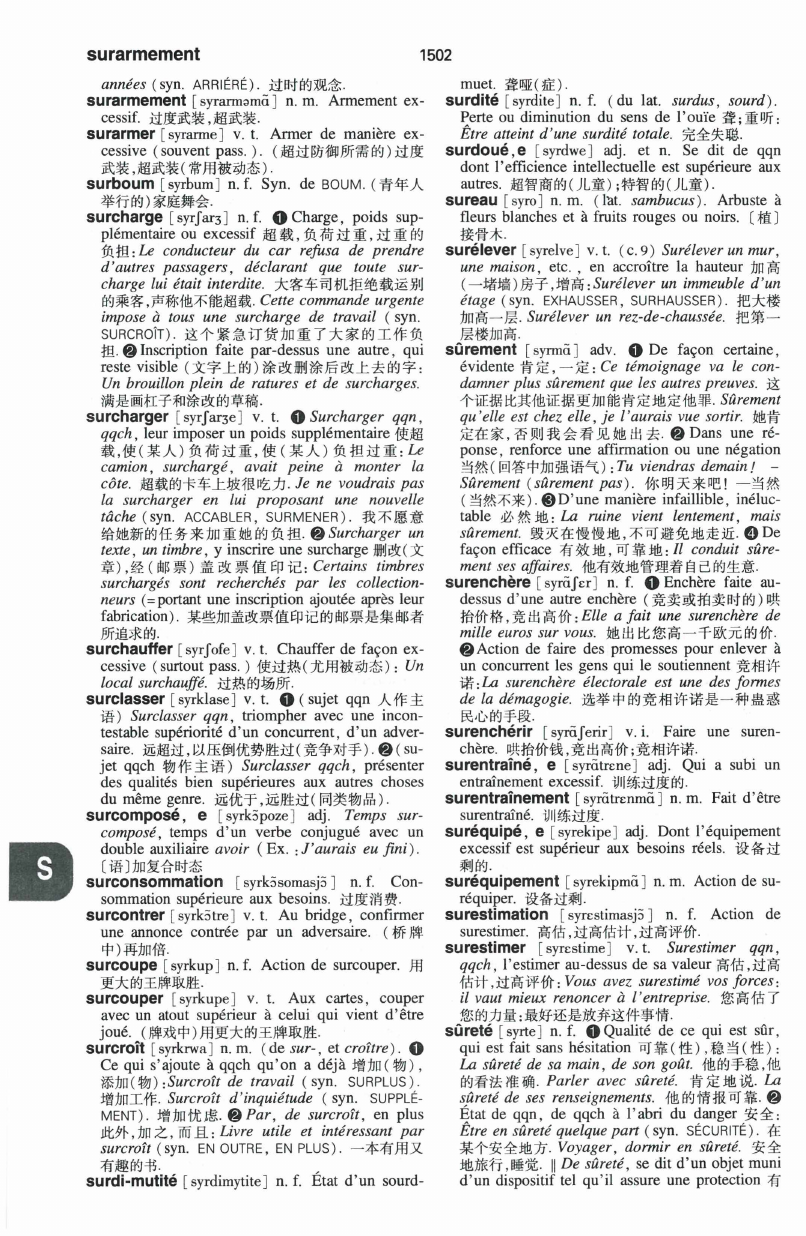 surarmement
1502
années (syn. ARRIÉRÉ). 过时的观念.
surarmement [syrarməmɑ̃] n. m. Armement ex-
cessif. 过度武装,超武装.
surarmer [syrarme] v. t. Armer de manière ex-
cessive (souvent pass.). (超过防御所需的)过度
武装,超武装(常用被动态).
surboum [syrbum] n. f. Syn. de BOUM. (青年人
举行的)家庭舞会.
surcharge [syrʃarʒ] n. f. ❶ Charge, poids sup-
plémentaire ou excessif 超载,负荷过重,过重的
负担: Le conducteur du car refusa de prendre
d'autres passagers, déclarant que toute sur-
charge lui était interdite. 大客车司机拒绝载运别
的乘客,声称他不能超载. Cette commande urgente
impose à tous une surcharge de travail (syn.
SURCROÎT). 这个紧急订货加重了大家的工作负
担. ❷ Inscription faite par-dessus une autre, qui
reste visible (文字上的)涂改删涂后改上去的字:
Un brouillon plein de ratures et de surcharges.
满是画杠子和涂改的草稿.
surcharger [syrʃarʒe] v. t. ❶ Surcharger qqn,
qqch, leur imposer un poids supplémentaire 使超
载,使(某人)负荷过重,使(某人)负担过重: Le
camion, surchargé, avait peine à monter la
côte. 超载的卡车上坡很吃力. Je ne voudrais pas
la surcharger en lui proposant une nouvelle
tâche (syn. ACCABLER, SURMENER). 我不愿意
给她新的任务来加重她的负担. ❷ Surcharger un
texte, un timbre, y inscrire une surcharge 删改(文
章),经(邮票)盖改票值印记: Certains timbres
surchargés sont recherchés par les collection-
neurs (=portant une inscription ajoutée après leur
fabrication). 某些加盖改票值印记的邮票是集邮者
所追求的.
surchauffer [syrʃofe] v. t. Chauffer de façon ex-
cessive (surtout pass.) 使过热(尤用被动态): Un
local surchauffé. 过热的场所.
surclasser [syrklase] v. t. ❶ (sujet qqn 人作主
语) Surclasser qqn, triompher avec une incon-
testable supériorité d'un concurrent, d'un adver-
saire. 远超过,以压倒优势胜过(竞争对手). ❷ (su-
jet qqch 物作主语) Surclasser qqch, présenter
des qualités bien supérieures aux autres choses
du même genre. 远优于,远胜过(同类物品).
surcomposé, e [syrkɔ̃poze] adj. Temps sur-
composé, temps d'un verbe conjugué avec un
double auxiliaire avoir (Ex. : J'aurais eu fini).
〔语〕加复合时态
surconsommation [syrkɔ̃sɔmasjɔ̃] n. f. Con-
sommation supérieure aux besoins. 过度消费.
surcontrer [syrkɔ̃tre] v. t. Au bridge, confirmer
une annonce contrée par un adversaire. (桥牌
中)再加倍.
surcoupe [syrkup] n. f. Action de surcouper. 用
更大的王牌取胜.
surcouper [syrkupe] v. t. Aux cartes, couper
avec un atout supérieur à celui qui vient d'être
joué. (牌戏中)用更大的王牌取胜.
surcroît [syrkrwa] n. m. (de sur-, et croître). ❶
Ce qui s'ajoute à qqch qu'on a déjà 增加(物),
添加(物): Surcroît de travail (syn. SURPLUS).
增加工作. Surcroît d'inquiétude (syn. SUPPLÉ-
MENT). 增加忧虑. ❷ Par, de surcroît, en plus
此外,加之,而且: Livre utile et intéressant par
surcroît (syn. EN OUTRE, EN PLUS). 一本有用又
有趣的书.
surdi-mutité [syrdimytite] n. f. État d'un sourd-
muet. 聋哑(症).
surdité [syrdite] n. f. (du lat. surdus, sourd).
Perte ou diminution du sens de l'ouïe 聋;重听:
Être atteint d'une surdité totale. 完全失聪.
surdoué,e [syrdwe] adj. et n. Se dit de qqn
dont l'efficience intellectuelle est supérieure aux
autres. 超智商的(儿童);特智的(儿童).
sureau [syro] n. m. (lat. sambucus). Arbuste à
fleurs blanches et à fruits rouges ou noirs. 〔植〕
接骨木.
surélever [syrelve] v. t. (c. 9) Surélever un mur,
une maison, etc., en accroître la hauteur 加高
(一堵墙)房子,增高: Surélever un immeuble d'un
étage (syn. EXHAUSSER, SURHAUSSER). 把大楼
加高一层. Surélever un rez-de-chaussée. 把第一
层楼加高.
sûrement [syrmɑ̃] adv. ❶ De façon certaine,
évidente 肯定,一定: Ce témoignage va le con-
damner plus sûrement que les autres preuves. 这
个证据比其他证据更加能肯定地定他罪. Sûrement
qu'elle est chez elle, je l'aurais vue sortir. 她肯
定在家,否则我会看见她出去. ❷ Dans une ré-
ponse, renforce une affirmation ou une négation
当然(回答中加强语气): Tu viendras demain! –
Sûrement (sûrement pas). 你明天来吧! —当然
(当然不来). ❸ D'une manière infaillible, inéluc-
table 必然地: La ruine vient lentement, mais
sûrement. 毁灭在慢慢地,不可避免地走近. ❹ De
façon efficace 有效地,可靠地: Il conduit sûre-
ment ses affaires. 他有效地管理着自己的生意.
surenchère [syrɑ̃ʃɛr] n. f. ❶ Enchère faite au-
dessus d'une autre enchère (竞卖或拍卖时的)哄
抬价格,竞出高价: Elle a fait une surenchère de
mille euros sur vous. 她出比您高一千欧元的价.
❷ Action de faire des promesses pour enlever à
un concurrent les gens qui le soutiennent 竞相许
诺: La surenchère électorale est une des formes
de la démagogie. 选举中的竞相许诺是一种蛊惑
民心的手段.
surenchérir [syrɑ̃ʃerir] v. i. Faire une suren-
chère. 哄抬价钱,竞出高价;竞相许诺.
surentraîné, e [syrɑ̃trɛne] adj. Qui a subi un
entraînement excessif. 训练过度的.
surentraînement [syrɑ̃trɛnmɑ̃] n. m. Fait d'être
surentraîné. 训练过度.
suréquipé, e [syrekipe] adj. Dont l'équipement
excessif est supérieur aux besoins réels. 设备过
剩的.
suréquipement [syrekipmɑ̃] n. m. Action de su-
réquiper. 设备过剩.
surestimation [syrɛstimasjɔ̃] n. f. Action de
surestimer. 高估,过高估计,过高评价.
surestimer [syrɛstime] v. t. Surestimer qqn,
qqch, l'estimer au-dessus de sa valeur 高估,过高
估计,过高评价: Vous avez surestimé vos forces:
il vaut mieux renoncer à l'entreprise. 您高估了
您的力量:最好还是放弃这件事情.
sûreté [syrte] n. f. ❶ Qualité de ce qui est sûr,
qui est fait sans hésitation 可靠(性),稳当(性):
La sûreté de sa main, de son goût. 他的手稳,他
的看法准确. Parler avec sûreté. 肯定地说. La
sûreté de ses renseignements. 他的情报可靠. ❷
État de qqn, de qqch à l'abri du danger 安全:
Être en sûreté quelque part (syn. SÉCURITÉ). 在
某个安全地方. Voyager, dormir en sûreté. 安全
地旅行,睡觉. ‖ De sûreté, se dit d'un objet muni
d'un dispositif tel qu'il assure une protection 有
S